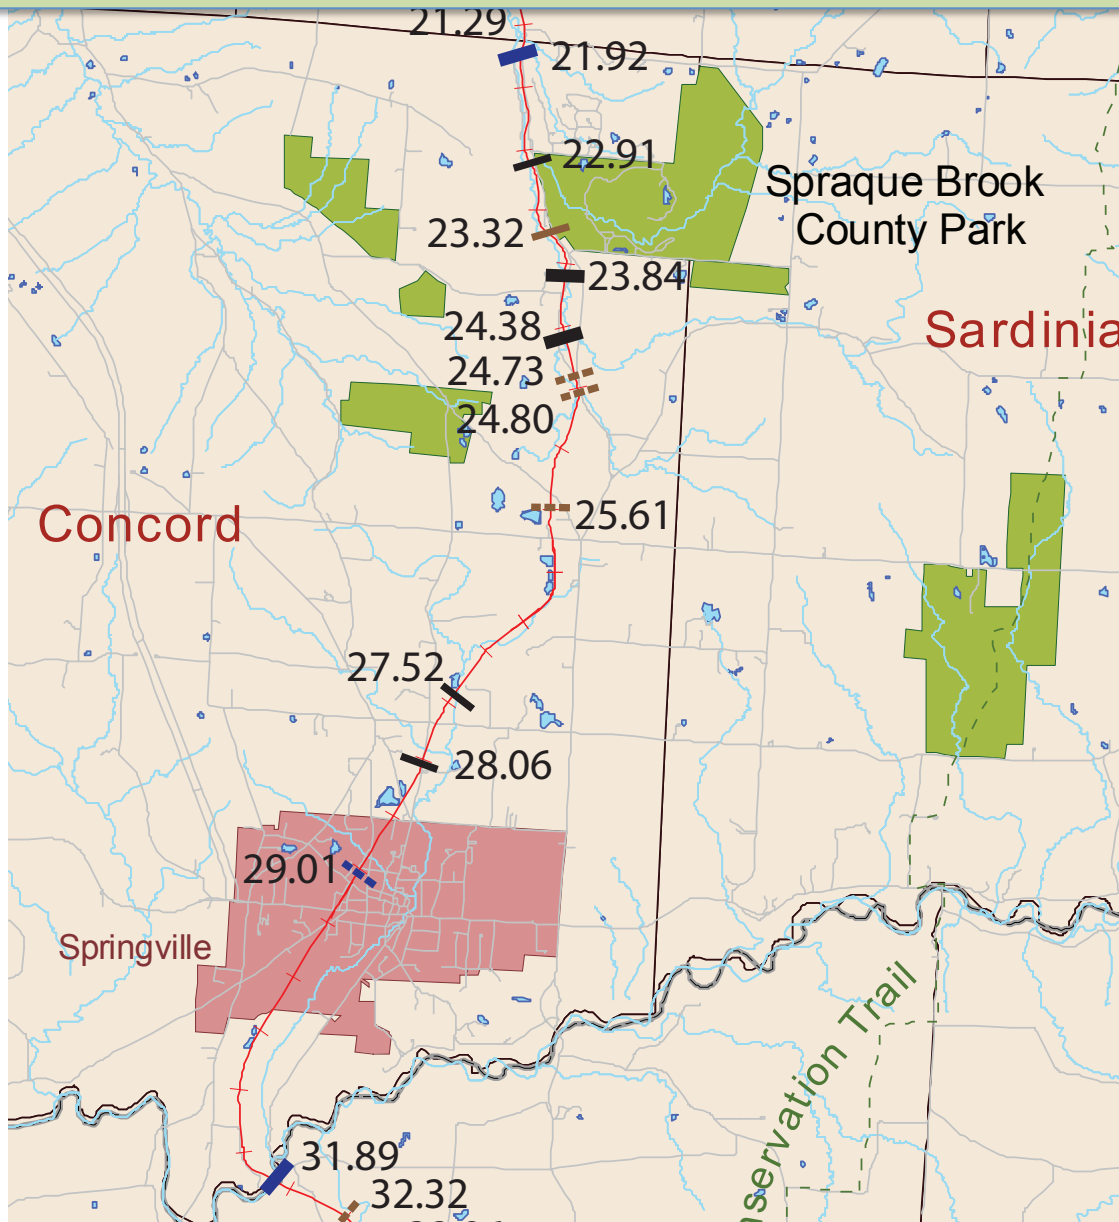 21.29
21.92
22.91
Spraque Brook
County Park
23.32
23.84
24.38
Sardinia
24.73
24.80
Concord
25.61
27.52
28.06
29.01
Springville
nservation Trail
31.89
32.32